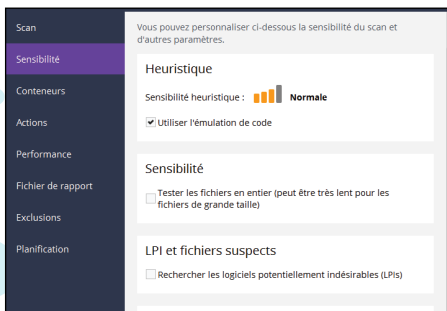 Scan
Sensibilité
Conteneurs
Actions
Performance
Fichier de rapport
Exclusions
Planification
Vous pouvez personnaliser ci-dessous la sensibilité du scan et
d'autres paramètres.
Heuristique
Sensibilité heuristique : Normale
Utiliser l'émulation de code
Sensibilité
Tester les fichiers en entier (peut être très lent pour les
fichiers de grande taille)
LPI et fichiers suspects
Rechercher les logiciels potentiellement indésirables (LPIs)